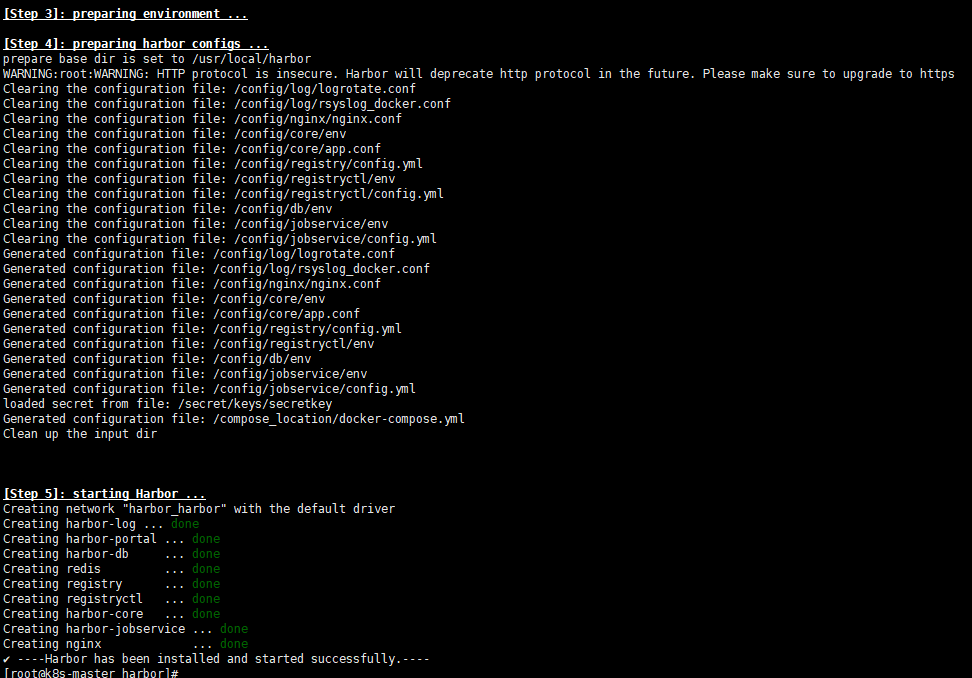 [Step 3]: preparing environment ...
[Step 4]: preparing harbor configs ...
prepare base dir is set to /usr/local/harbor
WARNING:root:WARNING: HTTP protocol is insecure. Harbor will deprecate http protocol in the future. Please make sure to upgrade to https
Clearing the configuration file: /config/log/logrotate.conf
Clearing the configuration file: /config/log/rsyslog_docker.conf
Clearing the configuration file: /config/nginx/nginx.conf
Clearing the configuration file: /config/core/env
Clearing the configuration file: /config/core/app.conf
Clearing the configuration file: /config/registry/config.yml
Clearing the configuration file: /config/registryctl/env
Clearing the configuration file: /config/registryctl/config.yml
Clearing the configuration file: /config/db/env
Clearing the configuration file: /config/jobservice/env
Clearing the configuration file: /config/jobservice/config.yml
Generated configuration file: /config/log/logrotate.conf
Generated configuration file: /config/log/rsyslog_docker.conf
Generated configuration file: /config/nginx/nginx.conf
Generated configuration file: /config/core/env
Generated configuration file: /config/core/app.conf
Generated configuration file: /config/registry/config.yml
Generated configuration file: /config/registryctl/env
Generated configuration file: /config/db/env
Generated configuration file: /config/jobservice/env
Generated configuration file: /config/jobservice/config.yml
loaded secret from file: /secret/keys/secretkey
Generated configuration file: /compose_location/docker-compose.yml
Clean up the input dir
[Step 5]: starting Harbor ...
Creating network "harbor_harbor" with the default driver
Creating harbor-log ... done
Creating harbor-portal ... done
Creating harbor-db     ... done
Creating redis         ... done
Creating registry      ... done
Creating registryctl   ... done
Creating harbor-core   ... done
Creating harbor-jobservice ... done
Creating nginx             ... done
✔ ----Harbor has been installed and started successfully.----
[root@k8s-master harbor]#